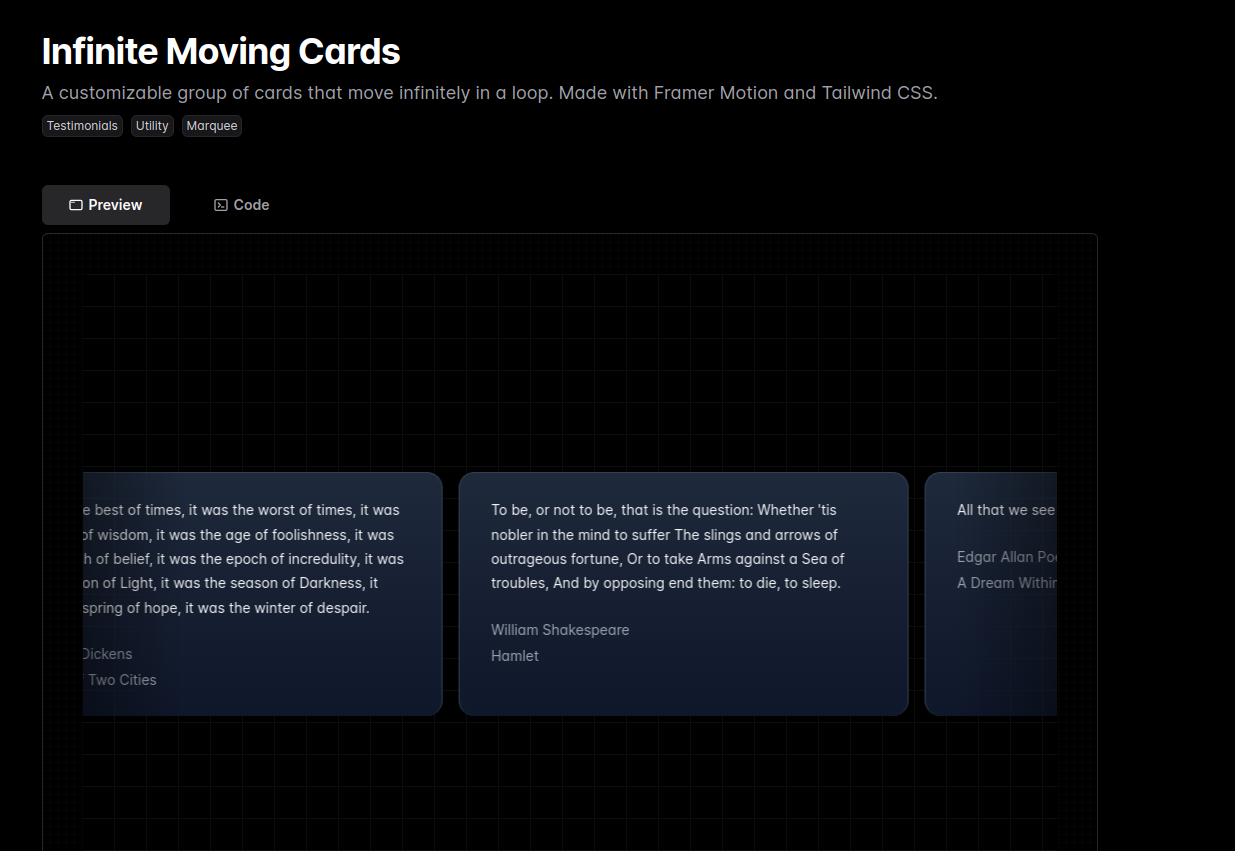 Infinite Moving Cards
A customizable group of cards that move infinitely in a loop. Made with Framer Motion and Tailwind CSS.
Testimonials Utility Marquee
Preview Code
e best of times, it was the worst of times, it was
of wisdom, it was the age of foolishness, it was
h of belief, it was the epoch of incredulity, it was
on of Light, it was the season of Darkness, it
spring of hope, it was the winter of despair.
Dickens
Two Cities
To be, or not to be, that is the question: Whether 'tis
nobler in the mind to suffer The slings and arrows of
outrageous fortune, Or to take Arms against a Sea of
troubles, And by opposing end them: to die, to sleep.
William Shakespeare
Hamlet
All that we see
Edgar Allan Poe
A Dream Within